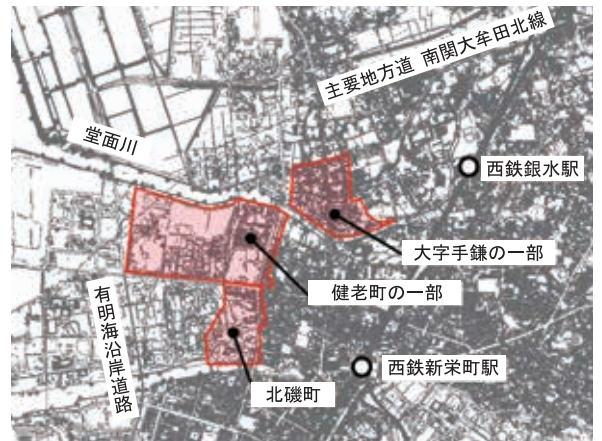 主要地方道 南関大牟田北線
堂面川
西鉄銀水駅
大字手鎌の一部
健老町の一部
有明海沿岸道路
西鉄新栄町駅
北磯町